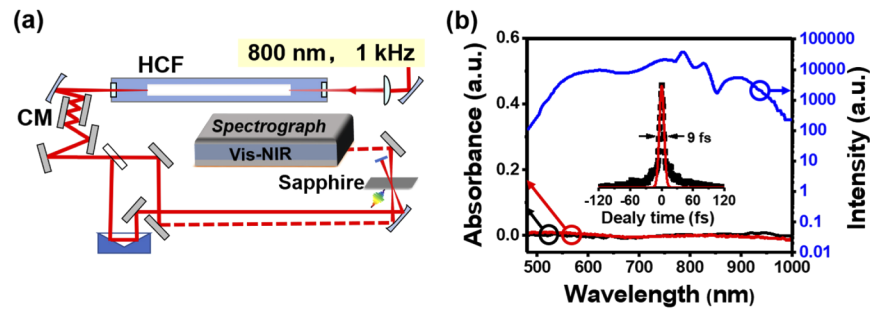 (a)
800 nm, 1 kHz
HCF
CM
Spectrograph
Vis-NIR
Sapphire
(b)
Absorbance (a.u.)
0.6
0.4
0.2
0.0
9 fs
-120 -60 0 60 120
Dealy time (fs)
500 600 700 800 900 1000
Wavelength (nm)
100000
10000
1000
100
10
1
0.1
0.01
Intensity (a.u.)